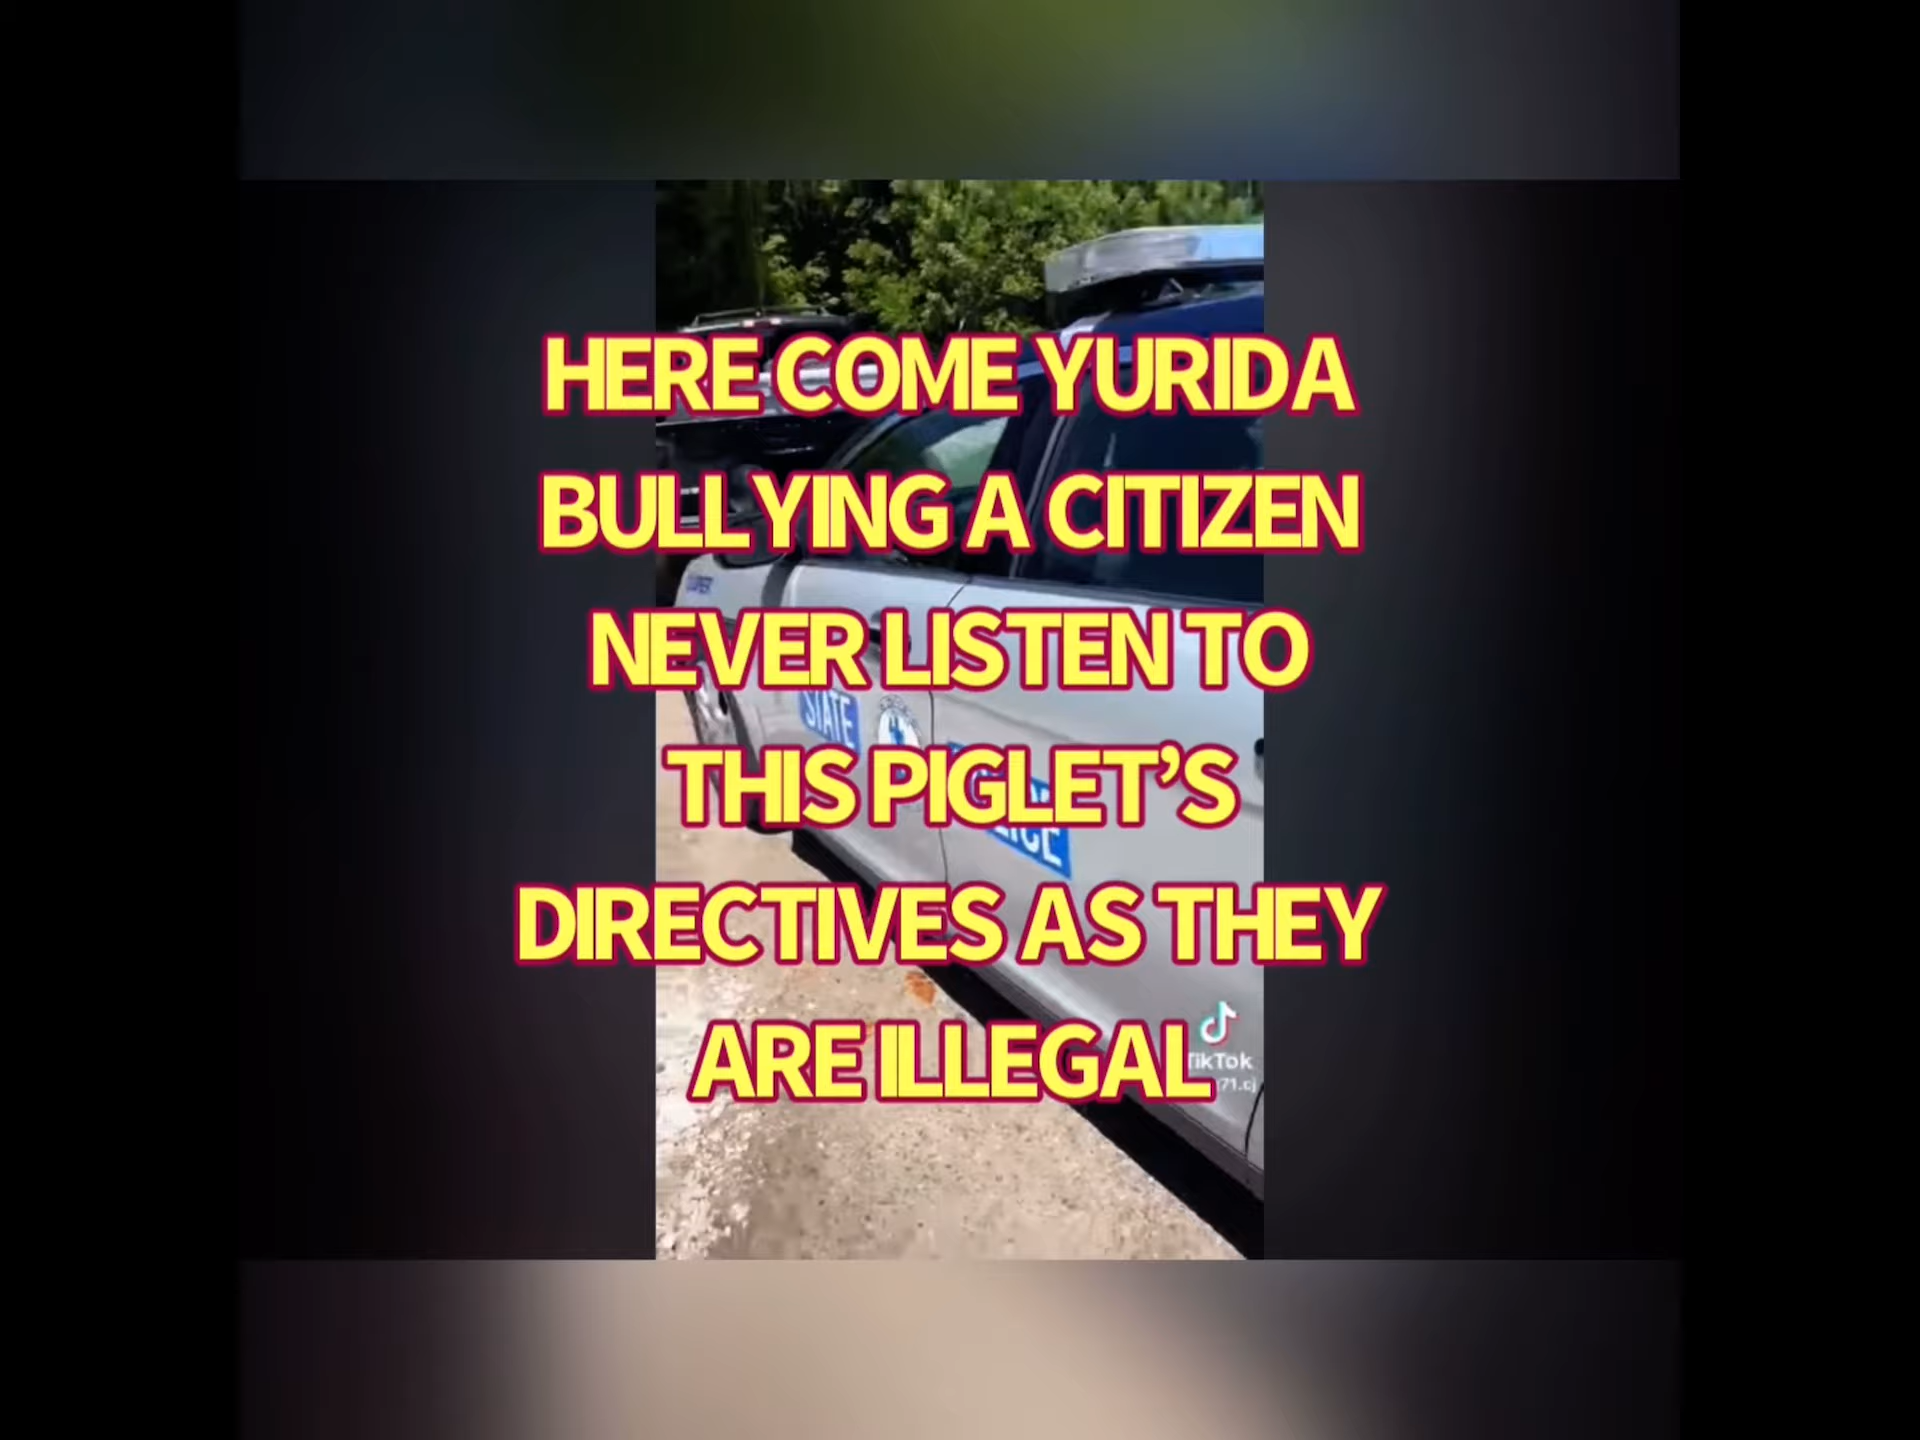 HERE COME YURIDA
BULLYING A CITIZEN
NEVER LISTEN TO
THIS PIGLET’S
DIRECTIVES AS THEY
ARE ILLEGAL
STATE
TikTok